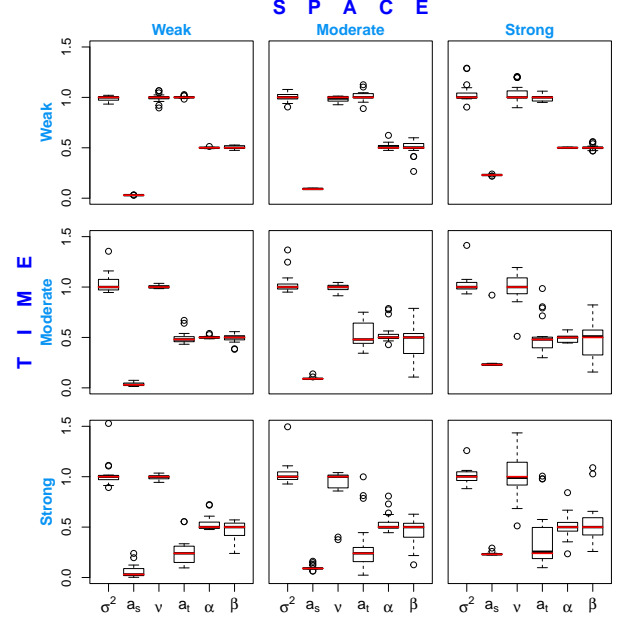 S P A C E
Weak Moderate Strong
T I M E
Weak
0.0 0.5 1.0 1.5
Moderate
0.0 0.5 1.0 1.5
Strong
0.0 0.5 1.0 1.5
σ² aₛ ν aₜ α β σ² aₛ ν aₜ α β σ² aₛ ν aₜ α β